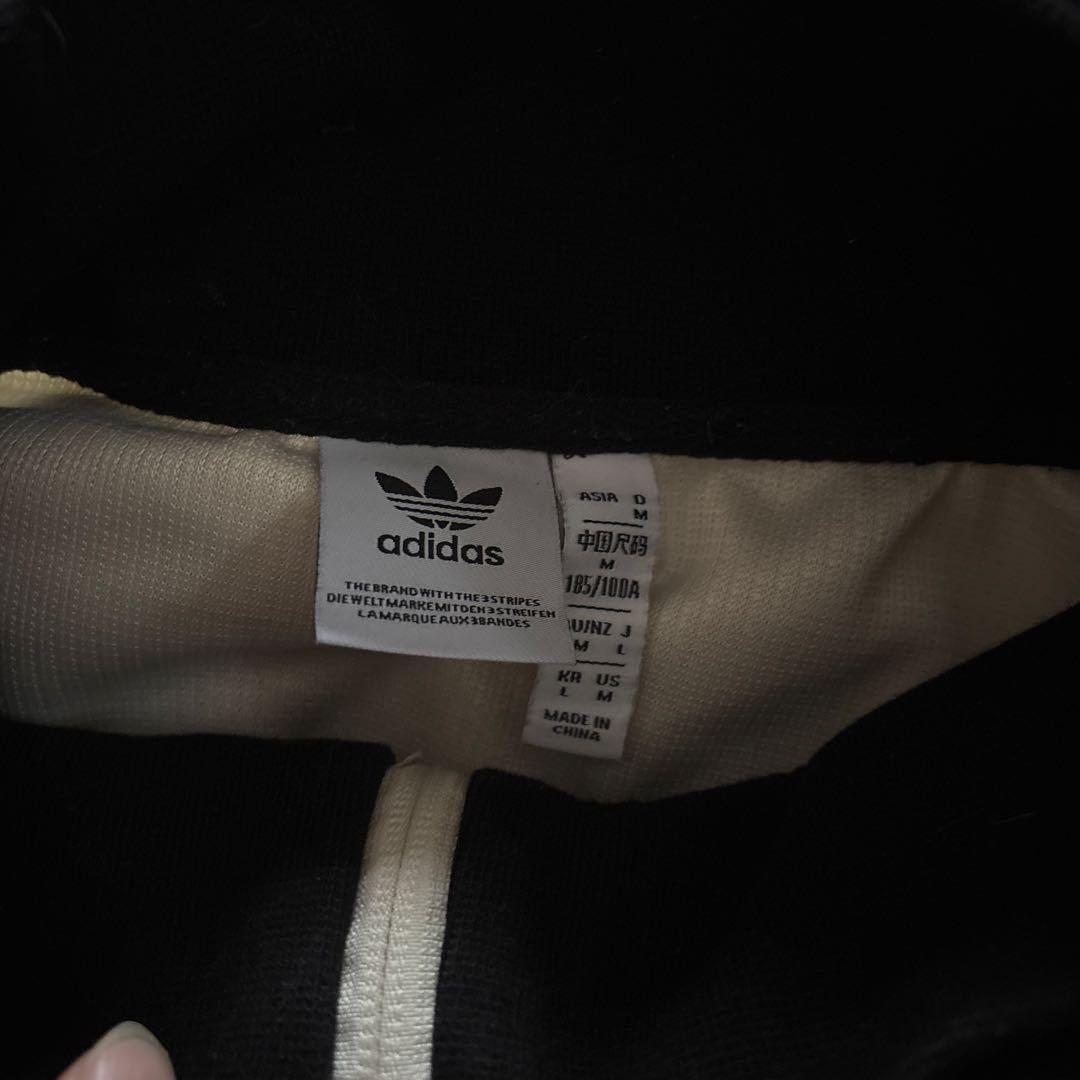 adidas
THE BRAND WITH THE 3 STRIPES
DIE WELTMARKE MIT DEN 3 STREIFEN
LA MARQUE AUX 3 BANDES
ASIA D
M
中国尺码
M
185/100A
U/NZ J
M L
KR US
L M
MADE IN
CHINA